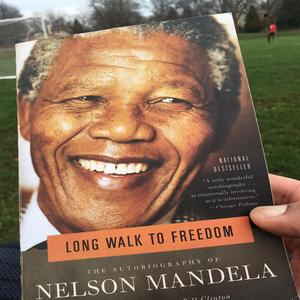 NATIONAL
BESTSELLER
"A truly wonderful
autobiography—
as emotionally involving
as it is informative."
—Chicago Tribune
LONG WALK TO FREEDOM
THE AUTOBIOGRAPHY OF
NELSON MANDELA
Clinton